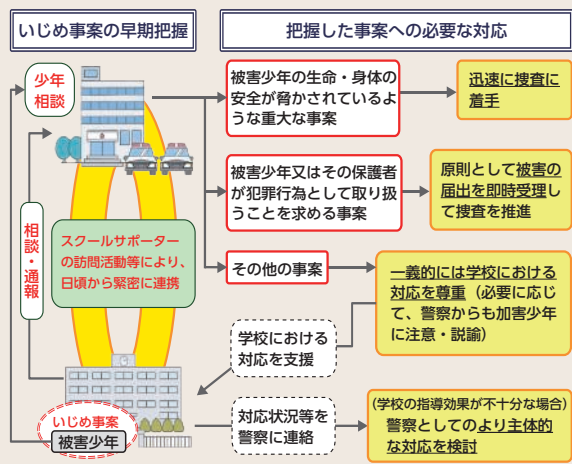 いじめ事案の早期把握
把握した事案への必要な対応
少年
相談
相談・通報
スクールサポーター
の訪問活動等により、
日頃から緊密に連携
いじめ事案
被害少年
被害少年の生命・身体の
安全が脅かされているよ
うな重大な事案
迅速に捜査に
着手
被害少年又はその保護者
が犯罪行為として取り扱
うことを求める事案
原則として被害の
届出を即時受理し
て捜査を推進
その他の事案
一義的には学校における
対応を尊重（必要に応じ
て、警察からも加害少年
に注意・説諭）
学校における
対応を支援
対応状況等を
警察に連絡
(学校の指導効果が不十分な場合)
警察としてのより主体的
な対応を検討